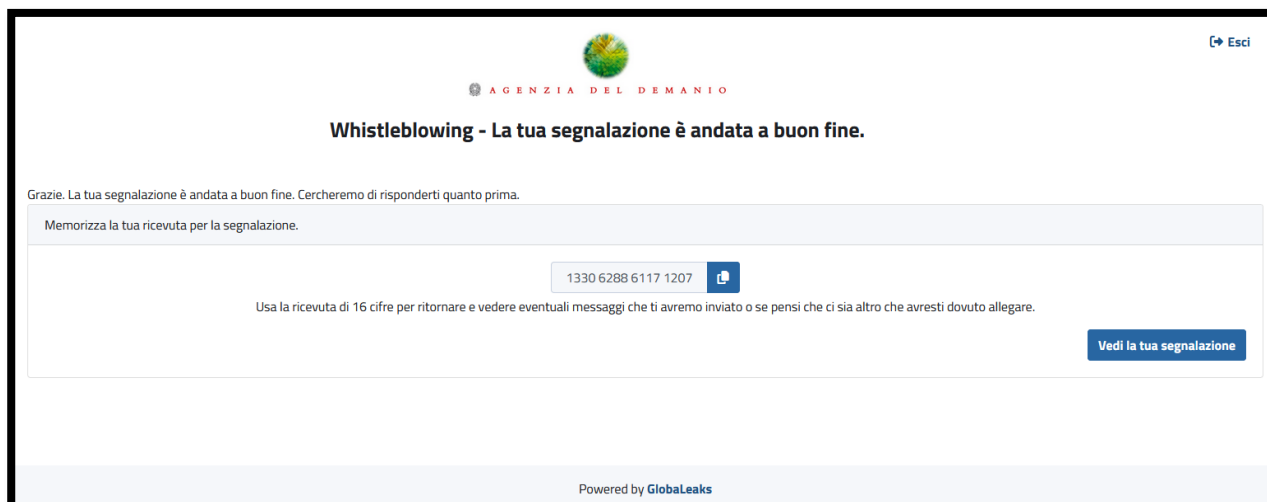 Esci
AGENZIA DEL DEMANIO
Whistleblowing - La tua segnalazione è andata a buon fine.
Grazie. La tua segnalazione è andata a buon fine. Cercheremo di risponderti quanto prima.
Memorizza la tua ricevuta per la segnalazione.
1330 6288 6117 1207
Usa la ricevuta di 16 cifre per ritornare e vedere eventuali messaggi che ti avremo inviato o se pensi che ci sia altro che avresti dovuto allegare.
Vedi la tua segnalazione
Powered by GlobaLeaks